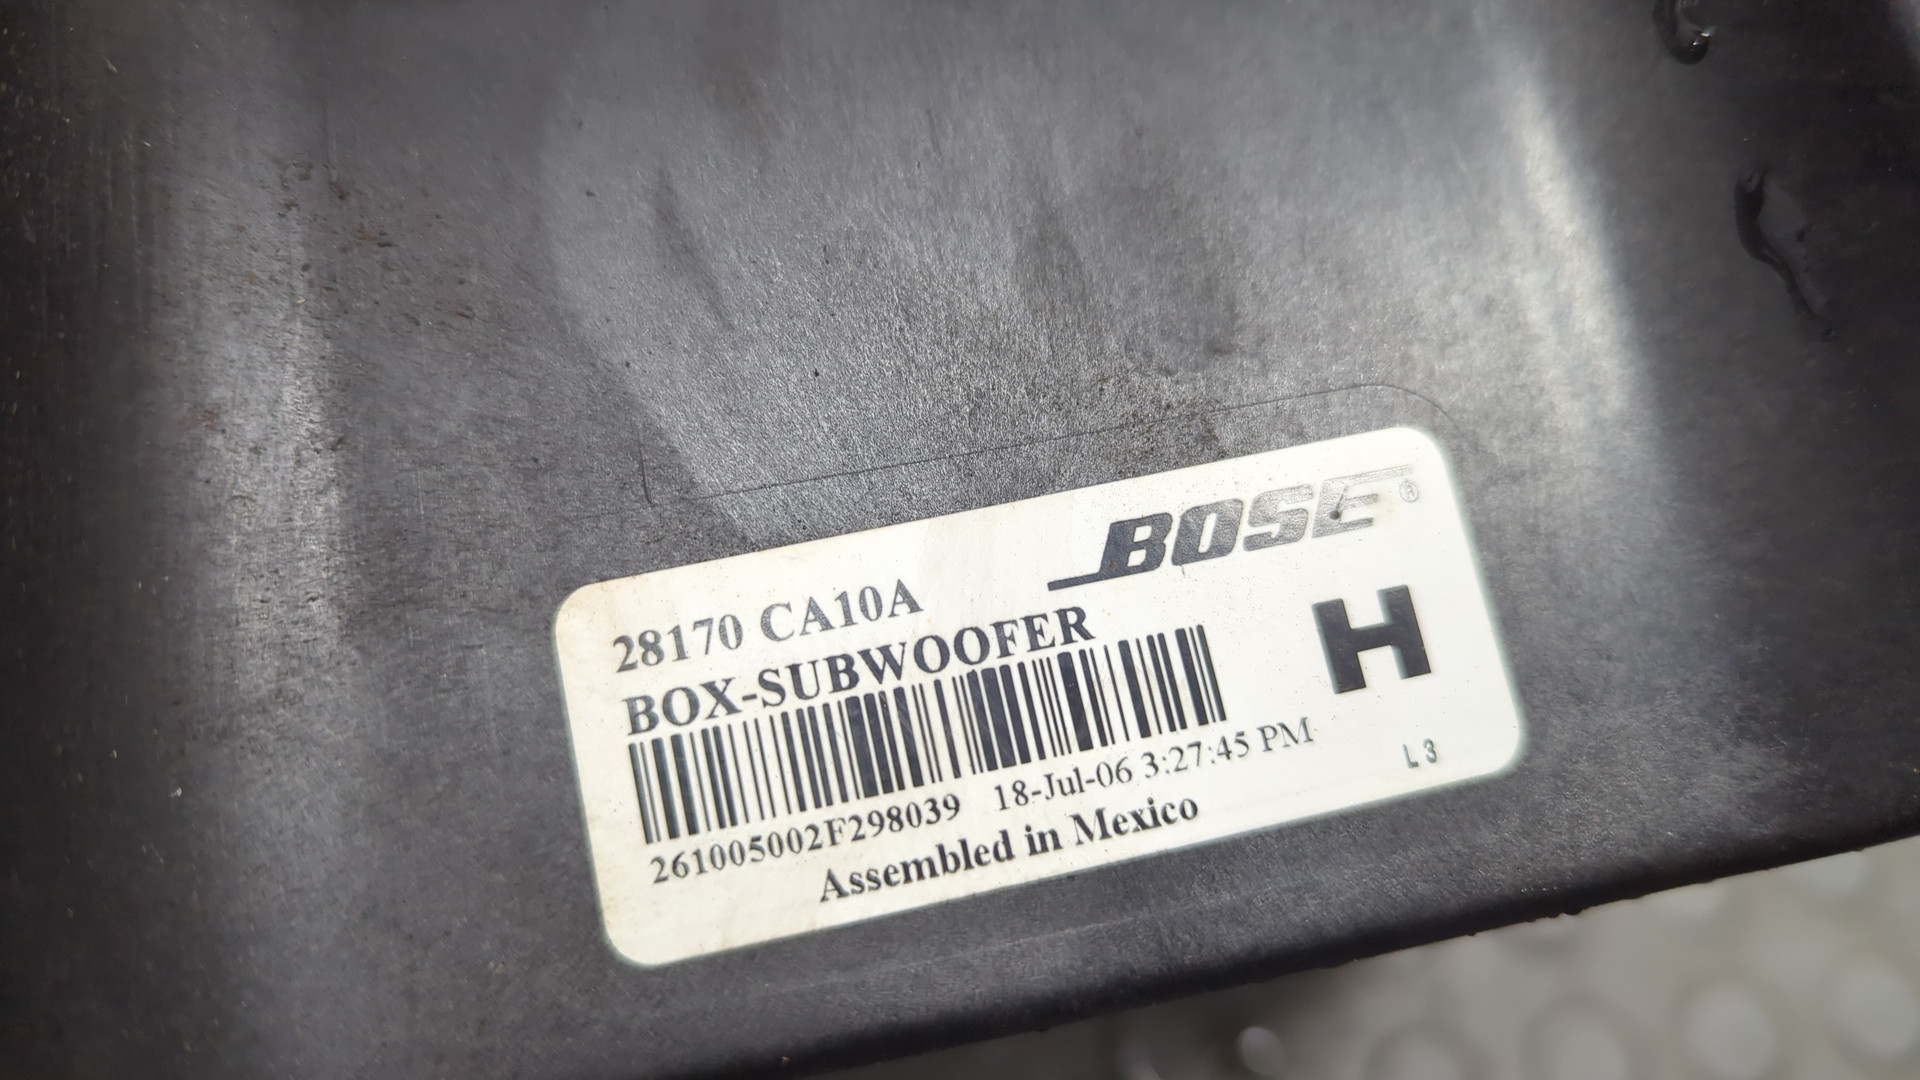 BOSE®
28170 CA10A
BOX-SUBWOOFER
H
261005002F298039 18-Jul-06 3:27:45 PM
L3
Assembled in Mexico